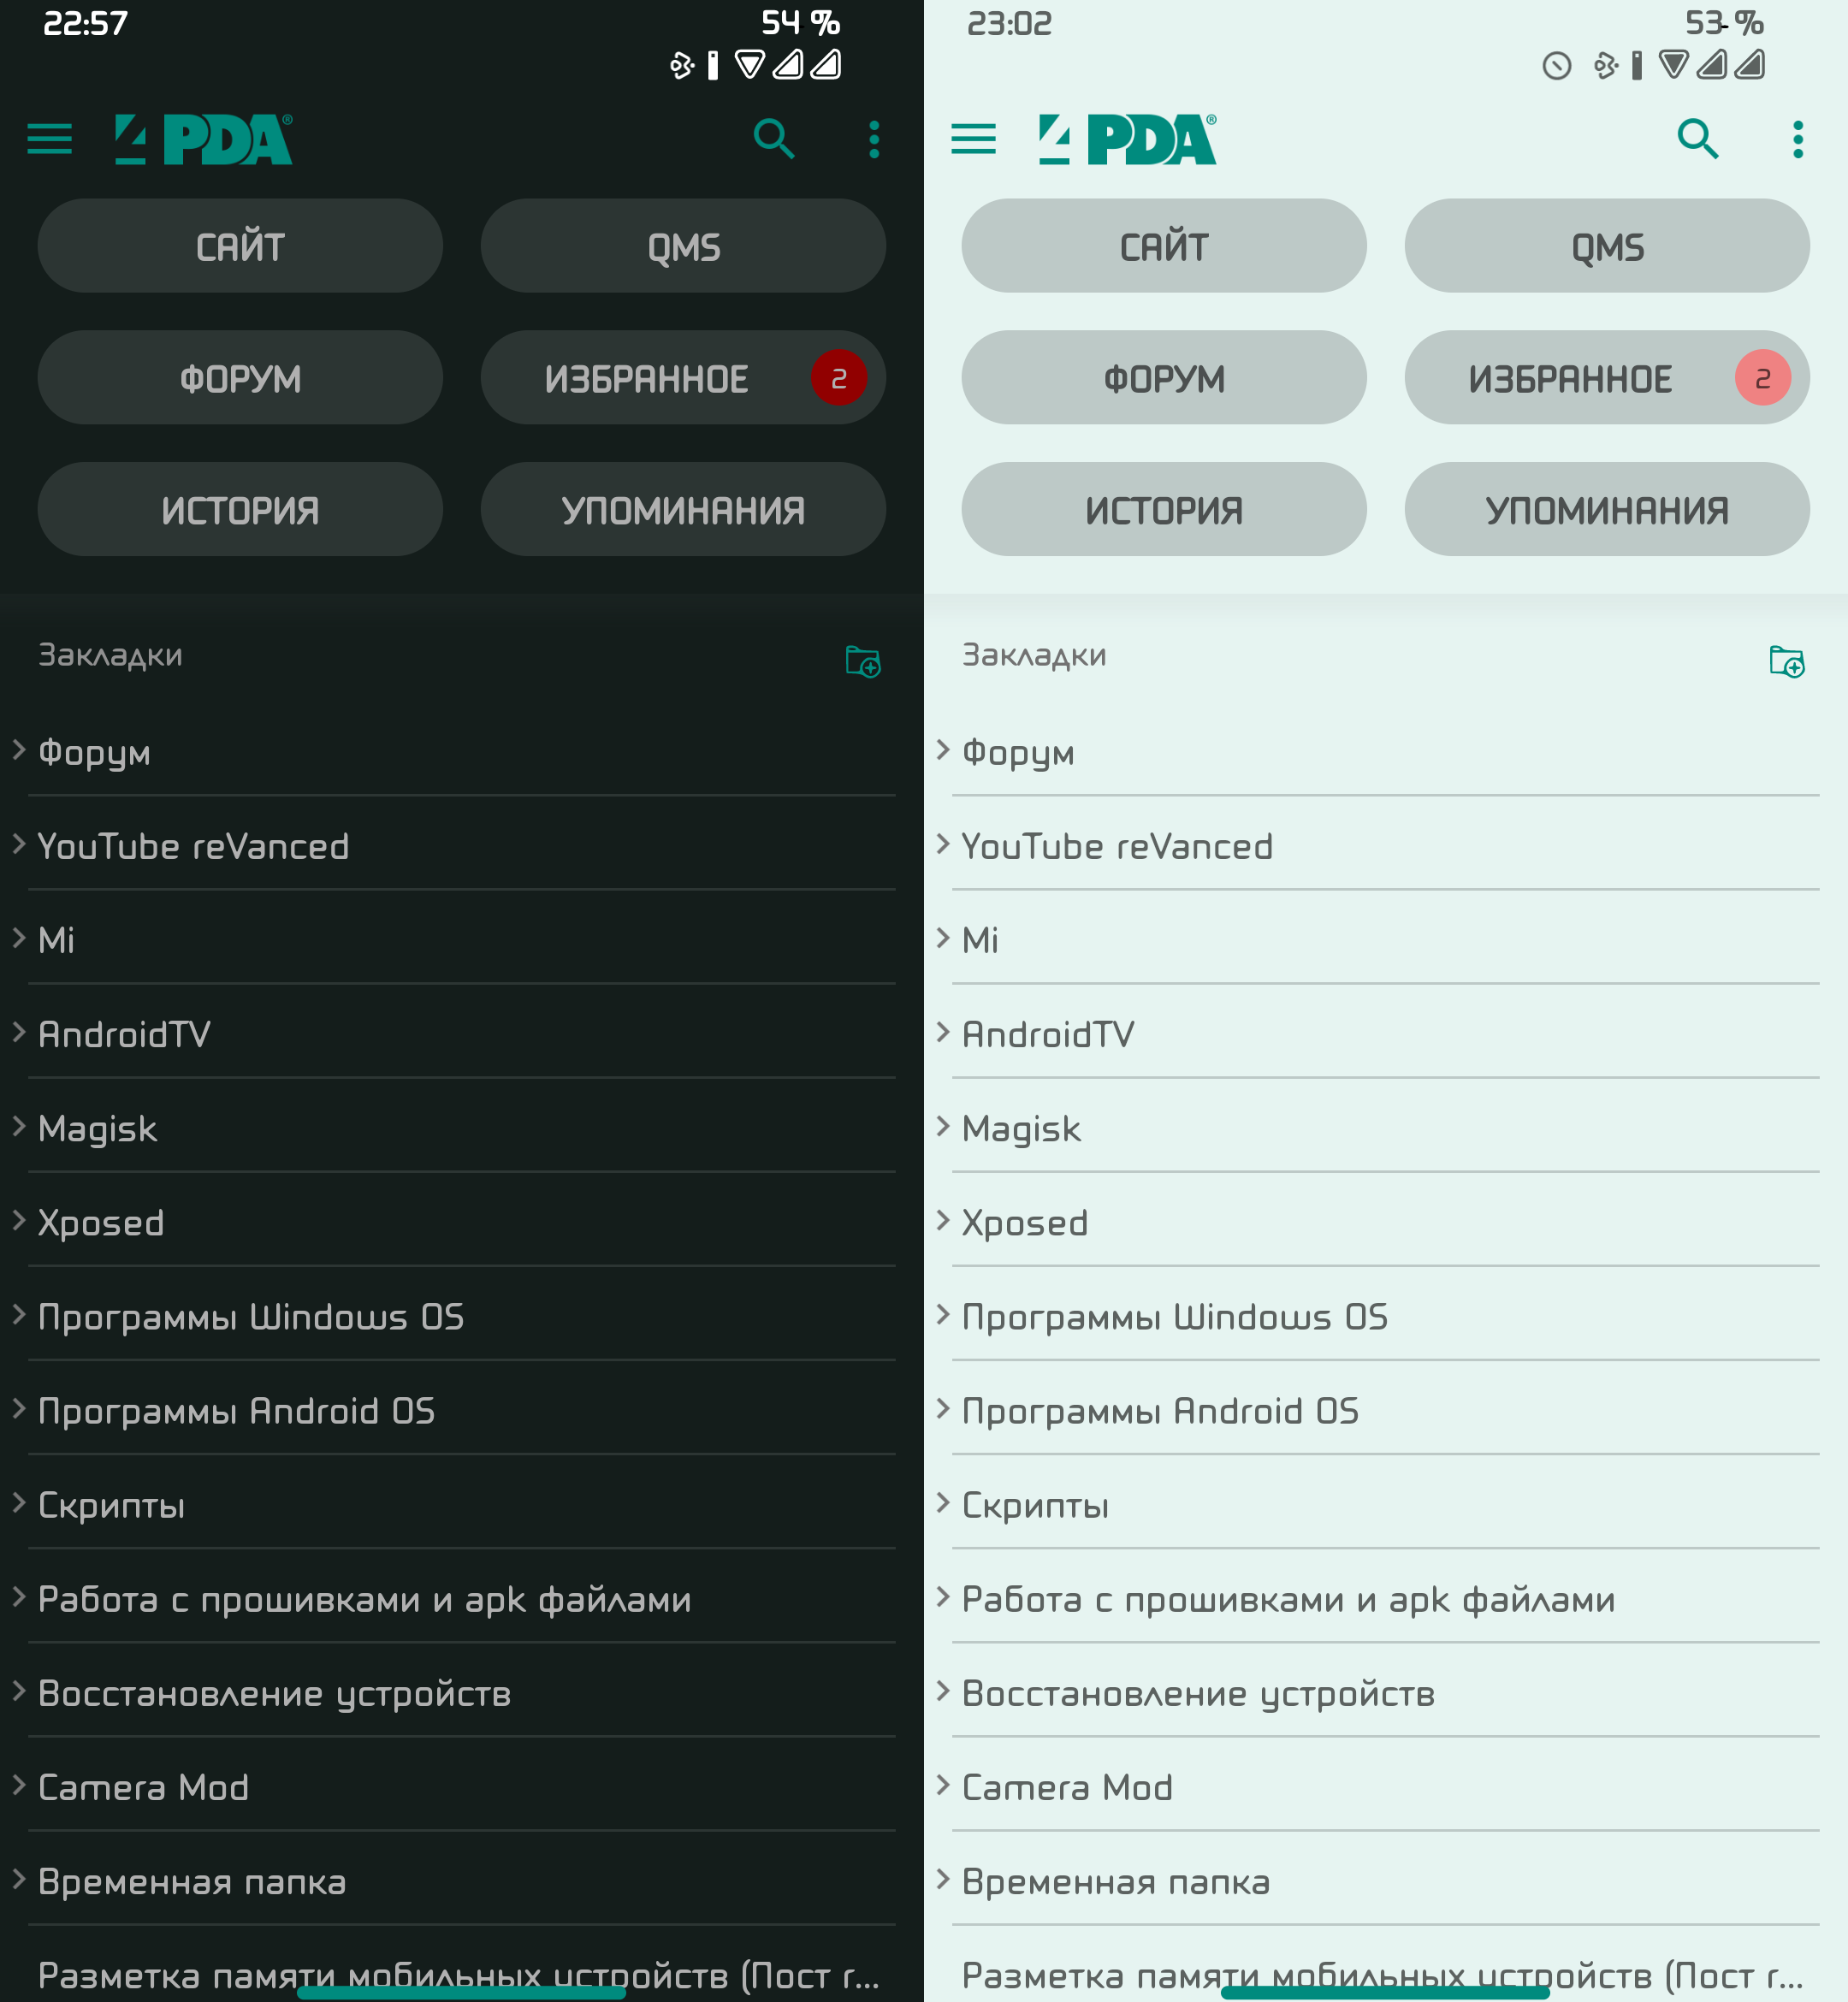 22:57
54 %
4PDA®
САЙТ
QMS
ФОРУМ
ИЗБРАННОЕ
2
ИСТОРИЯ
УПОМИНАНИЯ
Закладки
Форум
YouTube reVanced
Mi
AndroidTV
Magisk
Xposed
Программы Windows OS
Программы Android OS
Скрипты
Работа с прошивками и apk файлами
Восстановление устройств
Camera Mod
Временная папка
Разметка памяти мобильных устройств (Пост г...
23:02
53 %
4PDA®
САЙТ
QMS
ФОРУМ
ИЗБРАННОЕ
2
ИСТОРИЯ
УПОМИНАНИЯ
Закладки
Форум
YouTube reVanced
Mi
AndroidTV
Magisk
Xposed
Программы Windows OS
Программы Android OS
Скрипты
Работа с прошивками и apk файлами
Восстановление устройств
Camera Mod
Временная папка
Разметка памяти мобильных устройств (Пост г...